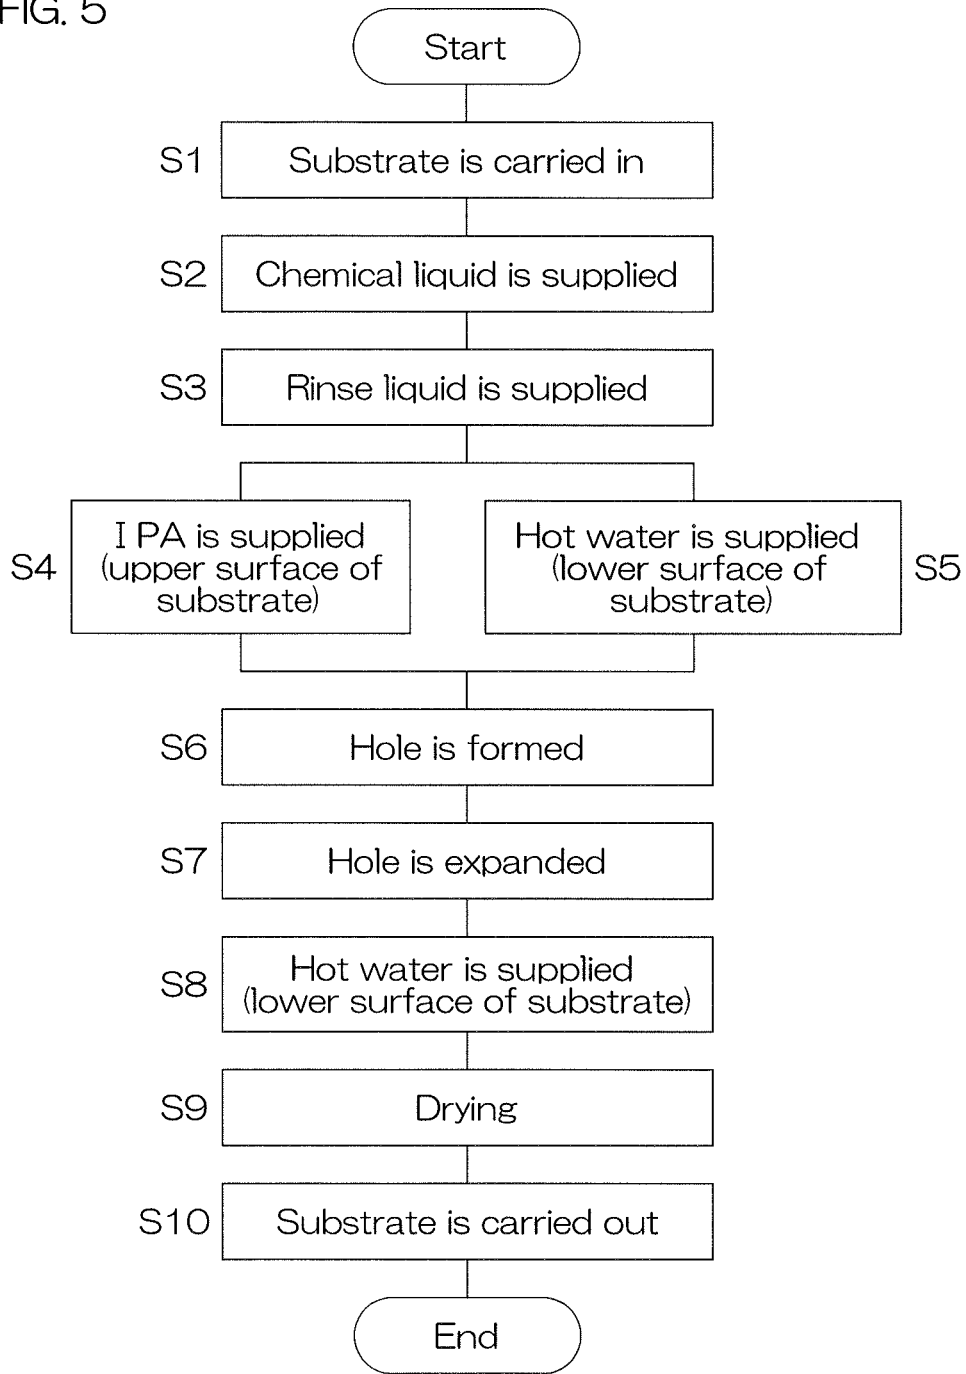 FIG. 5
Start
S1
Substrate is carried in
S2
Chemical liquid is supplied
S3
Rinse liquid is supplied
S4
I PA is supplied
(upper surface of
substrate)
Hot water is supplied
(lower surface of
substrate)
S5
S6
Hole is formed
S7
Hole is expanded
S8
Hot water is supplied
(lower surface of substrate)
S9
Drying
S10
Substrate is carried out
End